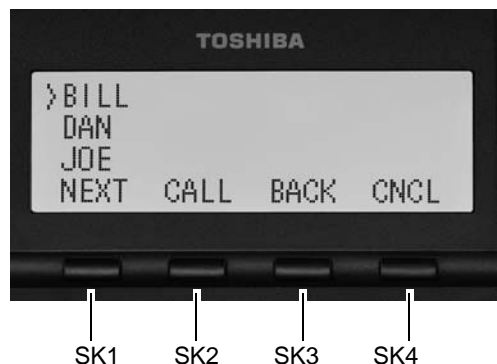 TOSHIBA
>BILL
DAN
JOE
NEXT CALL BACK CNCL
SK1 SK2 SK3 SK4